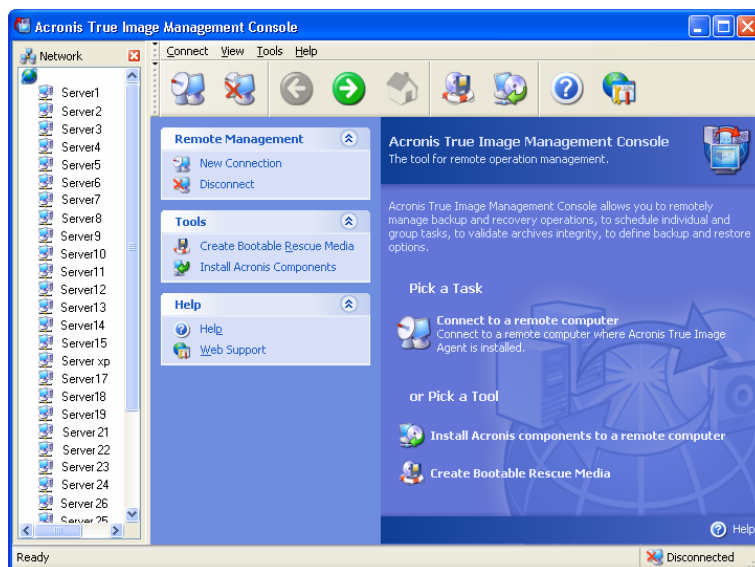 Acronis True Image Management Console
Network
Connect View Tools Help
Server1
Server2
Server3
Server4
Server5
Server6
Server7
Server8
Server9
Server10
Server11
Server12
Server13
Server14
Server15
Server xp
Server17
Server18
Server19
Server 21
Server 22
Server 23
Server 24
Server 26
Server 25
Remote Management
New Connection
Disconnect
Tools
Create Bootable Rescue Media
Install Acronis Components
Help
Help
Web Support
Acronis True Image Management Console
The tool for remote operation management.
Acronis True Image Management Console allows you to remotely
manage backup and recovery operations, to schedule individual and
group tasks, to validate archives integrity, to define backup and restore
options.
Pick a Task
Connect to a remote computer
Connect to a remote computer where Acronis True Image
Agent is installed.
or Pick a Tool
Install Acronis components to a remote computer
Create Bootable Rescue Media
Help
Ready
Disconnected